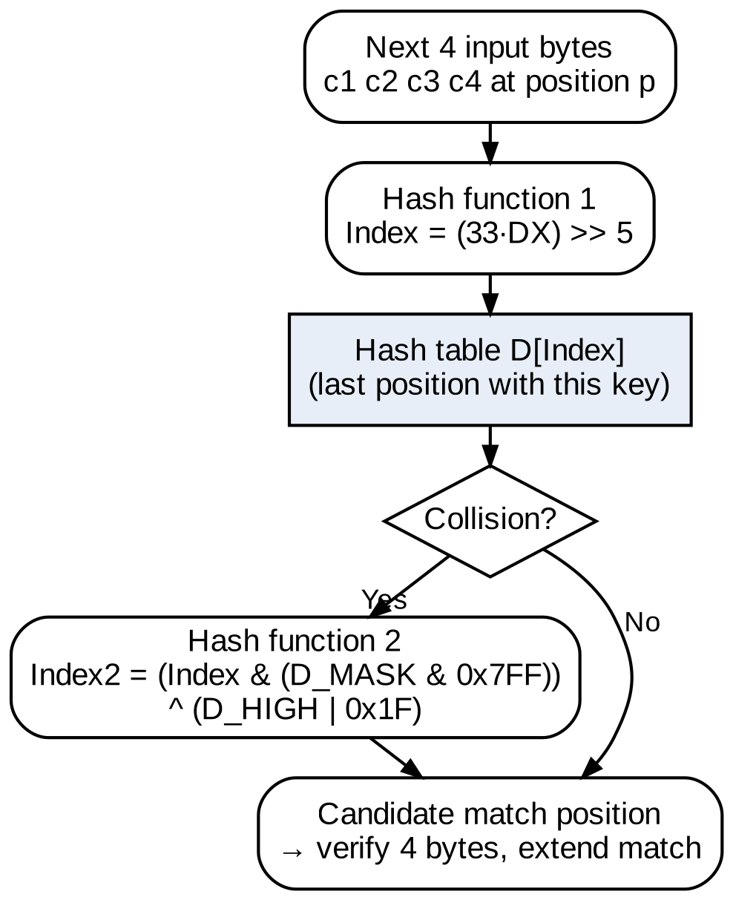 Next 4 input bytes
c1 c2 c3 c4 at position p
Hash function 1
Index = (33·DX) >> 5
Hash table D[Index]
(last position with this key)
Collision?
Yes
No
Hash function 2
Index2 = (Index & (D_MASK & 0x7FF))
^ (D_HIGH | 0x1F)
Candidate match position
→ verify 4 bytes, extend match